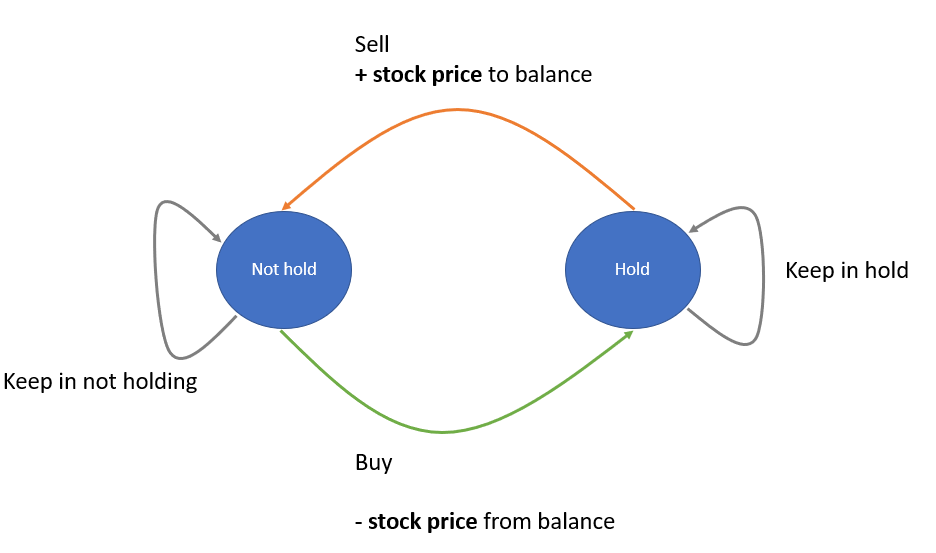 Sell
+ stock price to balance
Not hold
Hold
Keep in hold
Keep in not holding
Buy
- stock price from balance